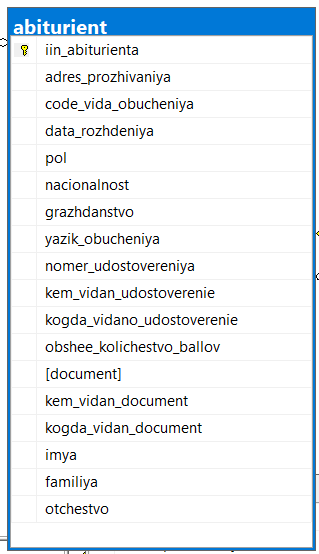 abiturient
iin_abiturienta
adres_prozhivaniya
code_vida_obucheniya
data_rozhdeniya
pol
nacionalnost
grazhdanstvo
yazik_obucheniya
nomer_udostovereniya
kem_vidan_udostoverenie
kogda_vidano_udostoverenie
obshee_kolichestvo_ballov
[document]
kem_vidan_document
kogda_vidan_document
imya
familiya
otchestvo